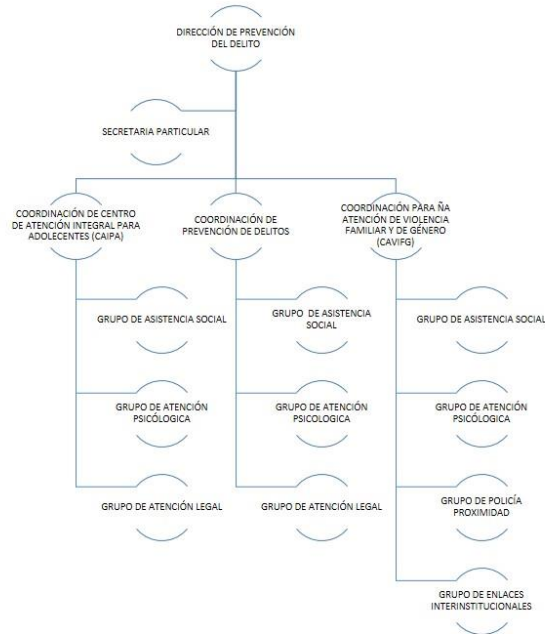 DIRECCIÓN DE PREVENCIÓN
DEL DELITO
SECRETARIA PARTICULAR
COORDINACIÓN DE CENTRO
DE ATENCIÓN INTEGRAL PARA
ADOLECENTES (CAIPA)
COORDINACIÓN DE
PREVENCIÓN DE DELITOS
COORDINACIÓN PARA ÑA
ATENCIÓN DE VIOLENCIA
FAMILIAR Y DE GÉNERO (CAVIFG)
GRUPO DE ASISTENCIA SOCIAL
GRUPO DE ASISTENCIA
SOCIAL
GRUPO DE ASISTENCIA SOCIAL
GRUPO DE ATENCIÓN
PSICÓLOGICA
GRUPO DE ATENCIÓN
PSICOLOGICA
GRUPO DE ATENCIÓN
PSICÓLOGICA
GRUPO DE ATENCIÓN LEGAL
GRUPO DE ATENCIÓN LEGAL
GRUPO DE POLICÍA
PROXIMIDAD
GRUPO DE ENLACES
INTERINSTITUCIONALES